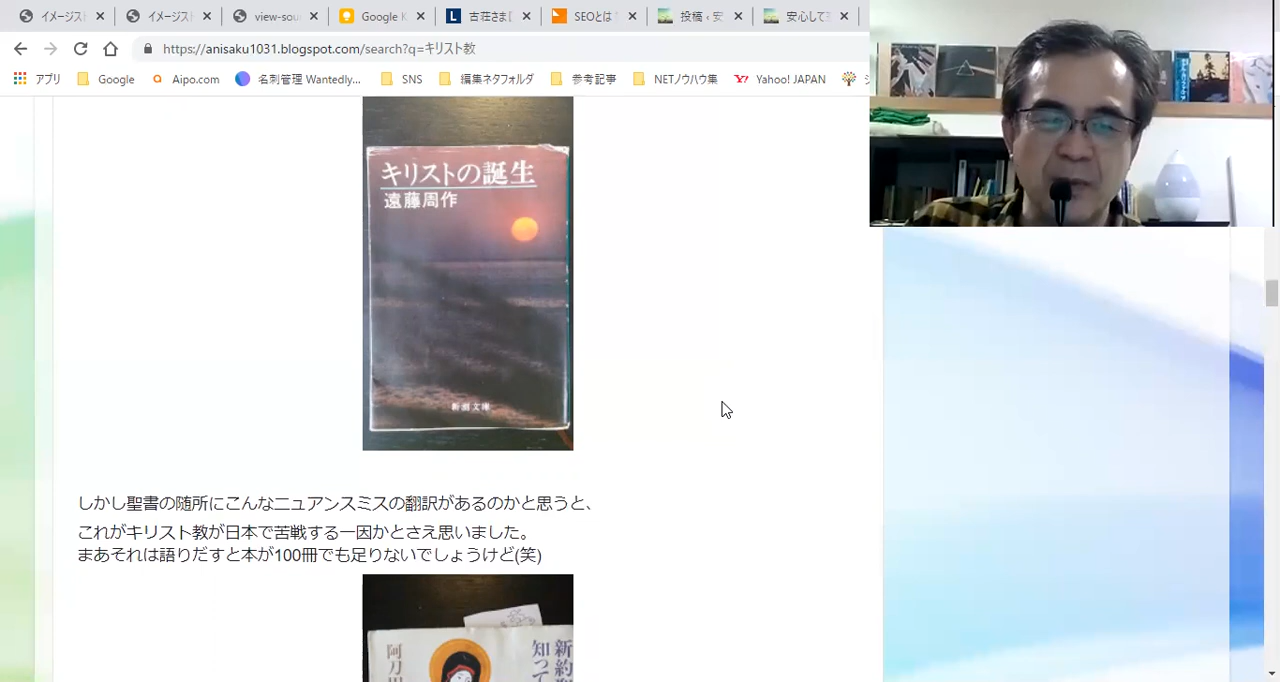 イメージスト
イメージスト
view-sou
Google K
古荘さま【
SEOとは
投稿 ‹ 安
安心して
https://anisaku1031.blogspot.com/search?q=キリスト教
アプリ
Google
Aipo.com
名刺管理 Wantedly...
SNS
編集ネタフォルダ
参考記事
NETノウハウ集
Yahoo! JAPAN
キリストの誕生
遠藤周作
新潮文庫
しかし聖書の随所にこんなニュアンスミスの翻訳があるのかと思うと、
これがキリスト教が日本で苦戦する一因かとさえ思いました。
まあそれは語りだすと本が100冊でも足りないでしょうけど(笑)
阿刀田
新約
知って